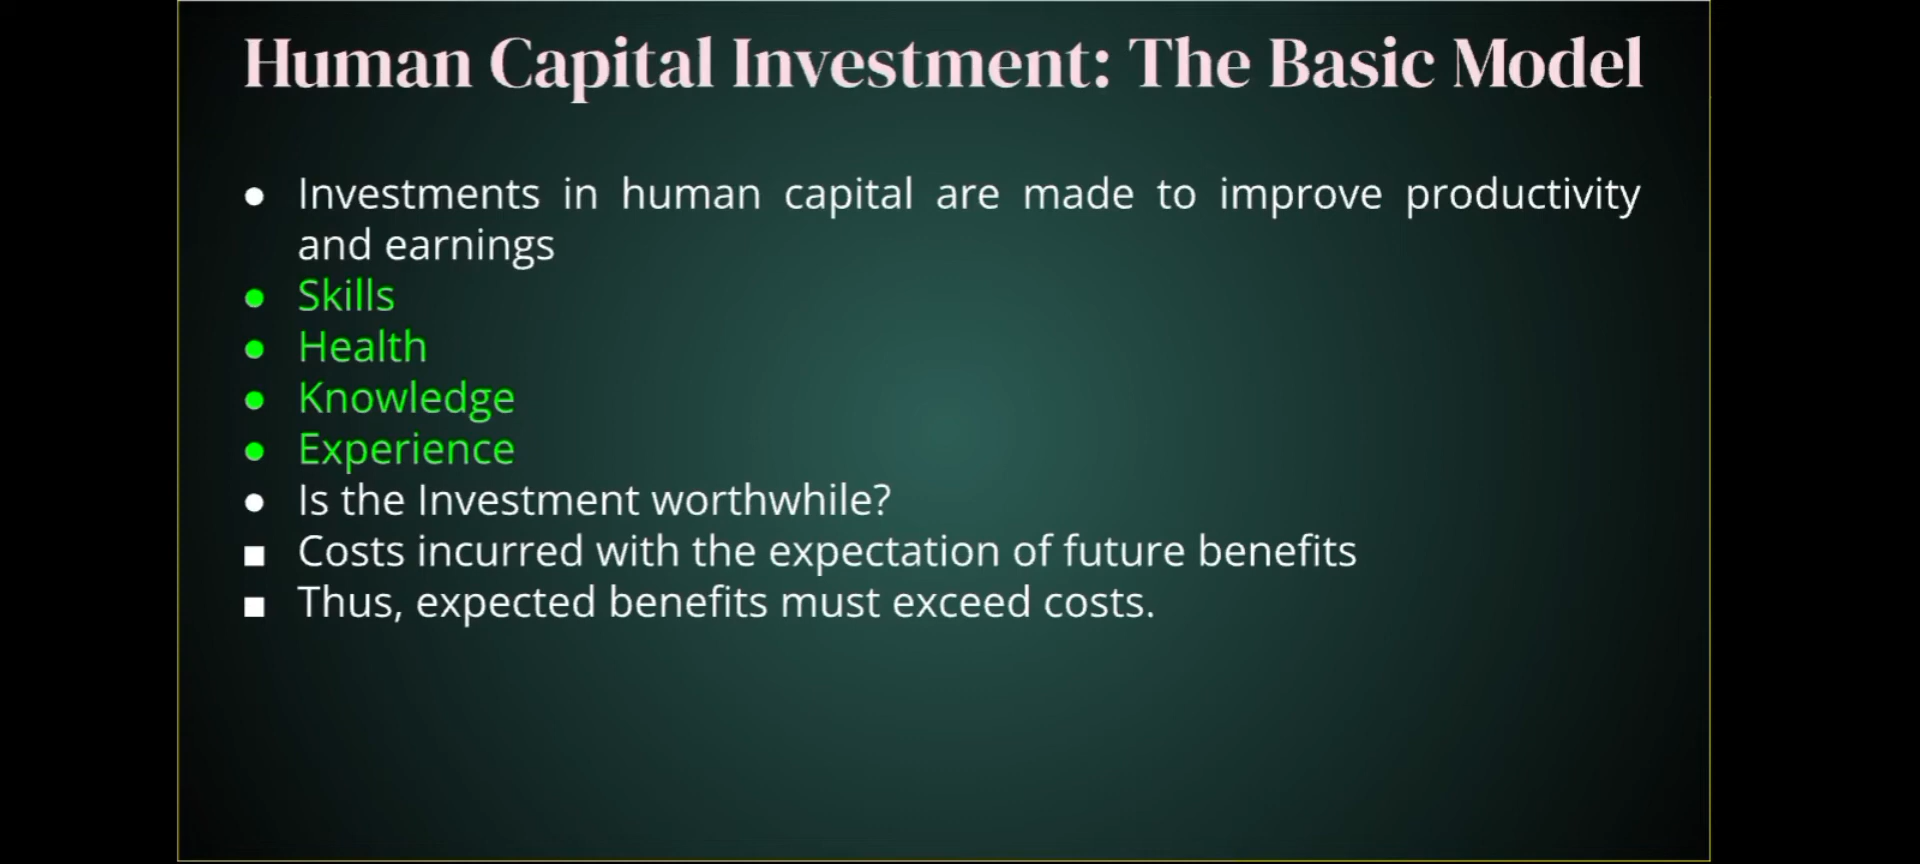 Human Capital Investment: The Basic Model
● Investments in human capital are made to improve productivity
and earnings
● Skills
● Health
● Knowledge
● Experience
● Is the Investment worthwhile?
■ Costs incurred with the expectation of future benefits
■ Thus, expected benefits must exceed costs.